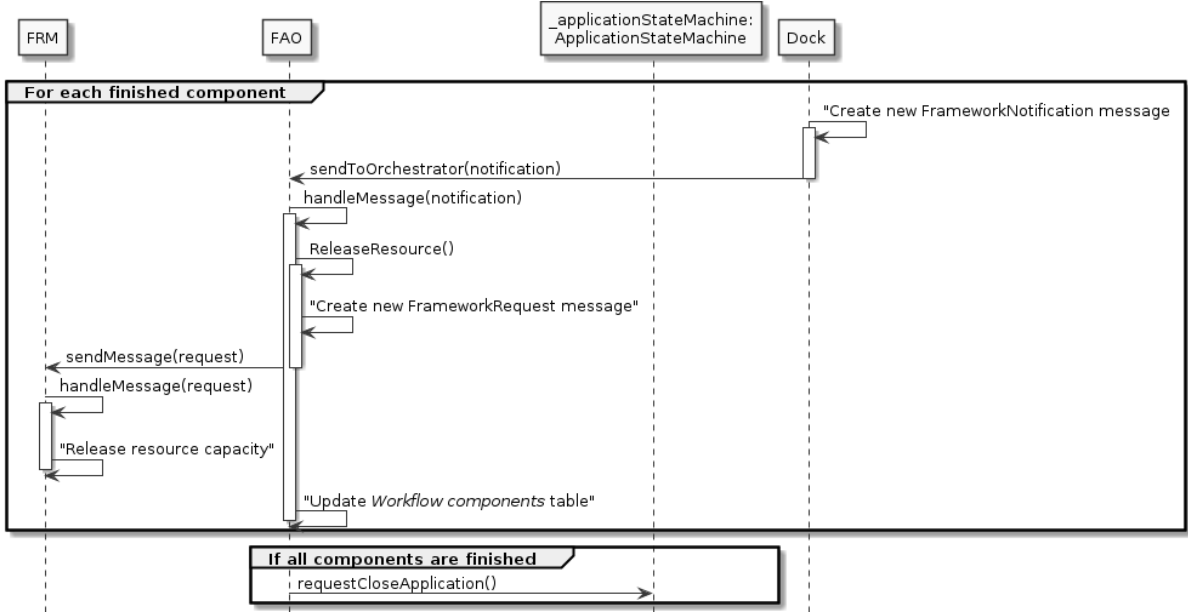 FRM
FAO
_applicationStateMachine:
ApplicationStateMachine
Dock
For each finished component
"Create new FrameworkNotification message
sendToOrchestrator(notification)
handleMessage(notification)
ReleaseResource()
"Create new FrameworkRequest message"
sendMessage(request)
handleMessage(request)
"Release resource capacity"
"Update Workflow components table"
If all components are finished
requestCloseApplication()